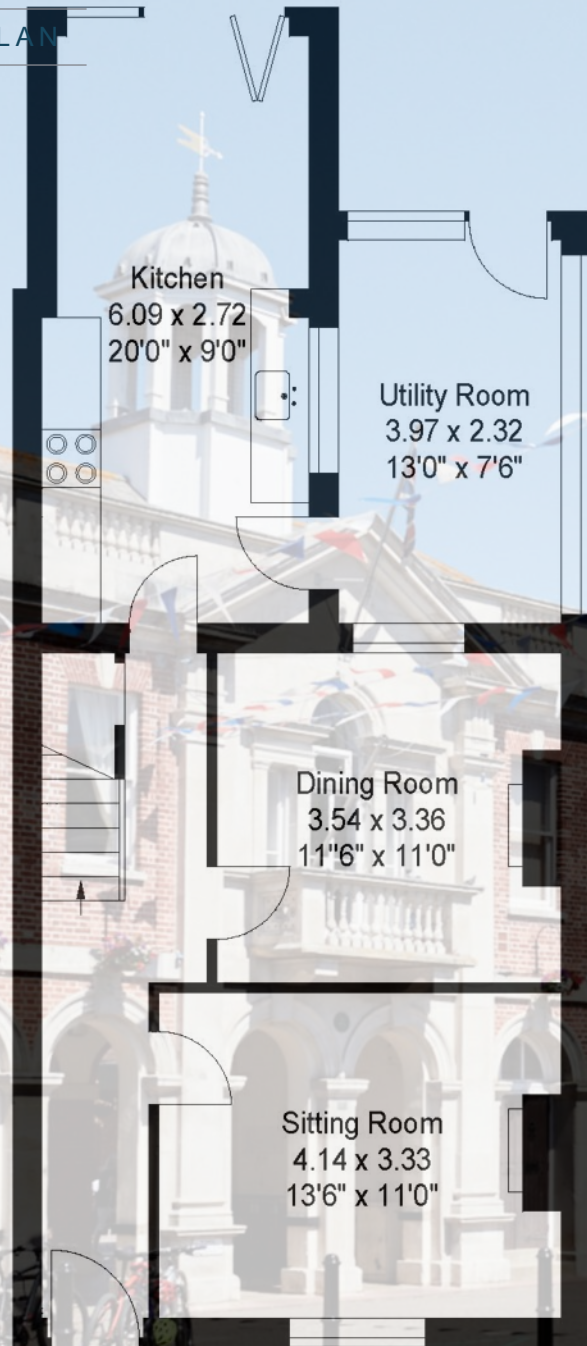 LAN
Kitchen
6.09 x 2.72
20'0" x 9'0"
Utility Room
3.97 x 2.32
13'0" x 7'6"
Dining Room
3.54 x 3.36
11"6" x 11'0"
Sitting Room
4.14 x 3.33
13'6" x 11'0"